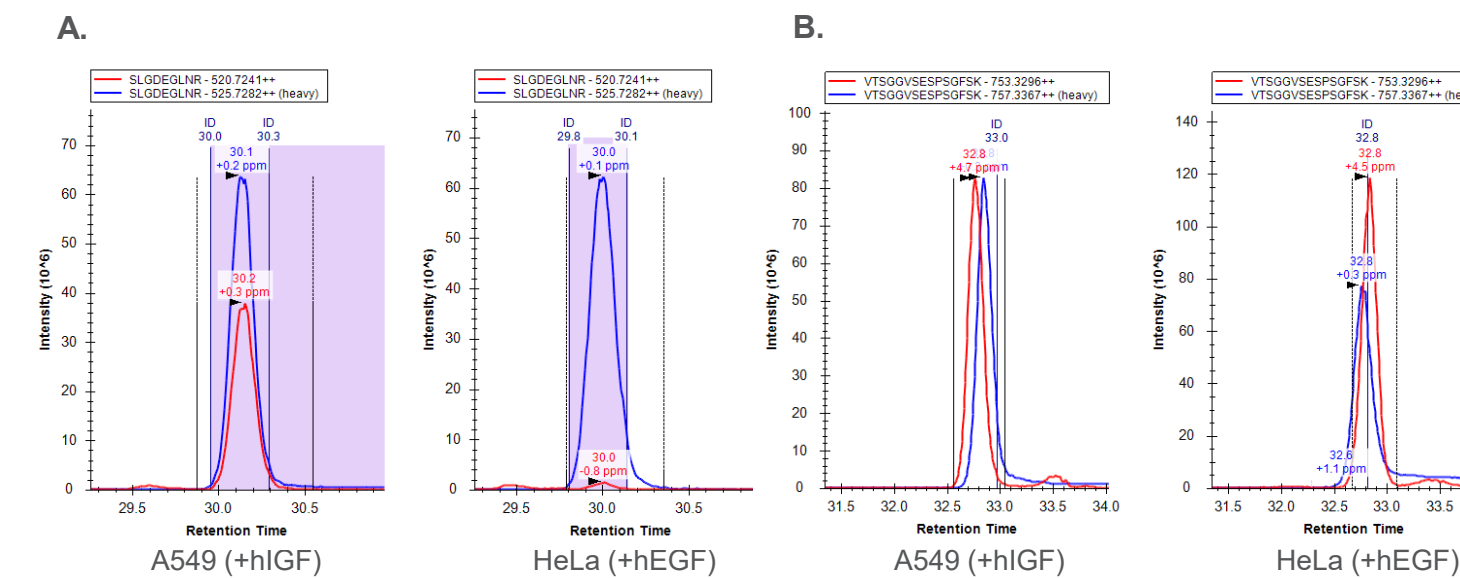 A.
B.
SLGDEGLNR - 520.7241++
SLGDEGLNR - 525.7282++ (heavy)
ID
30.0
ID
30.3
30.1
+0.2 ppm
30.2
+0.3 ppm
70
60
50
40
30
20
10
0
Intensity (10^6)
29.5
30.0
30.5
Retention Time
A549 (+hIGF)
SLGDEGLNR - 520.7241++
SLGDEGLNR - 525.7282++ (heavy)
ID
29.8
ID
30.1
30.0
+0.1 ppm
30.0
-0.8 ppm
70
60
50
40
30
20
10
0
Intensity (10^6)
29.5
30.0
30.5
Retention Time
HeLa (+hEGF)
VTSGGVSESPSGFSK - 753.3296++
VTSGGVSESPSGFSK - 757.3367++ (heavy)
ID
33.0
32.8
+4.7 ppm
100
90
80
70
60
50
40
30
20
10
0
Intensity (10^6)
31.5
32.0
32.5
33.0
33.5
34.0
Retention Time
A549 (+hIGF)
VTSGGVSESPSGFSK - 753.3296++
VTSGGVSESPSGFSK - 757.3367++ (he
ID
32.8
32.8
+4.5 ppm
32.8
+0.3 ppm
32.6
+1.1 ppm
140
120
100
80
60
40
20
0
Intensity (10^6)
31.5
32.0
32.5
33.0
33.5
Retention Time
HeLa (+hEGF)